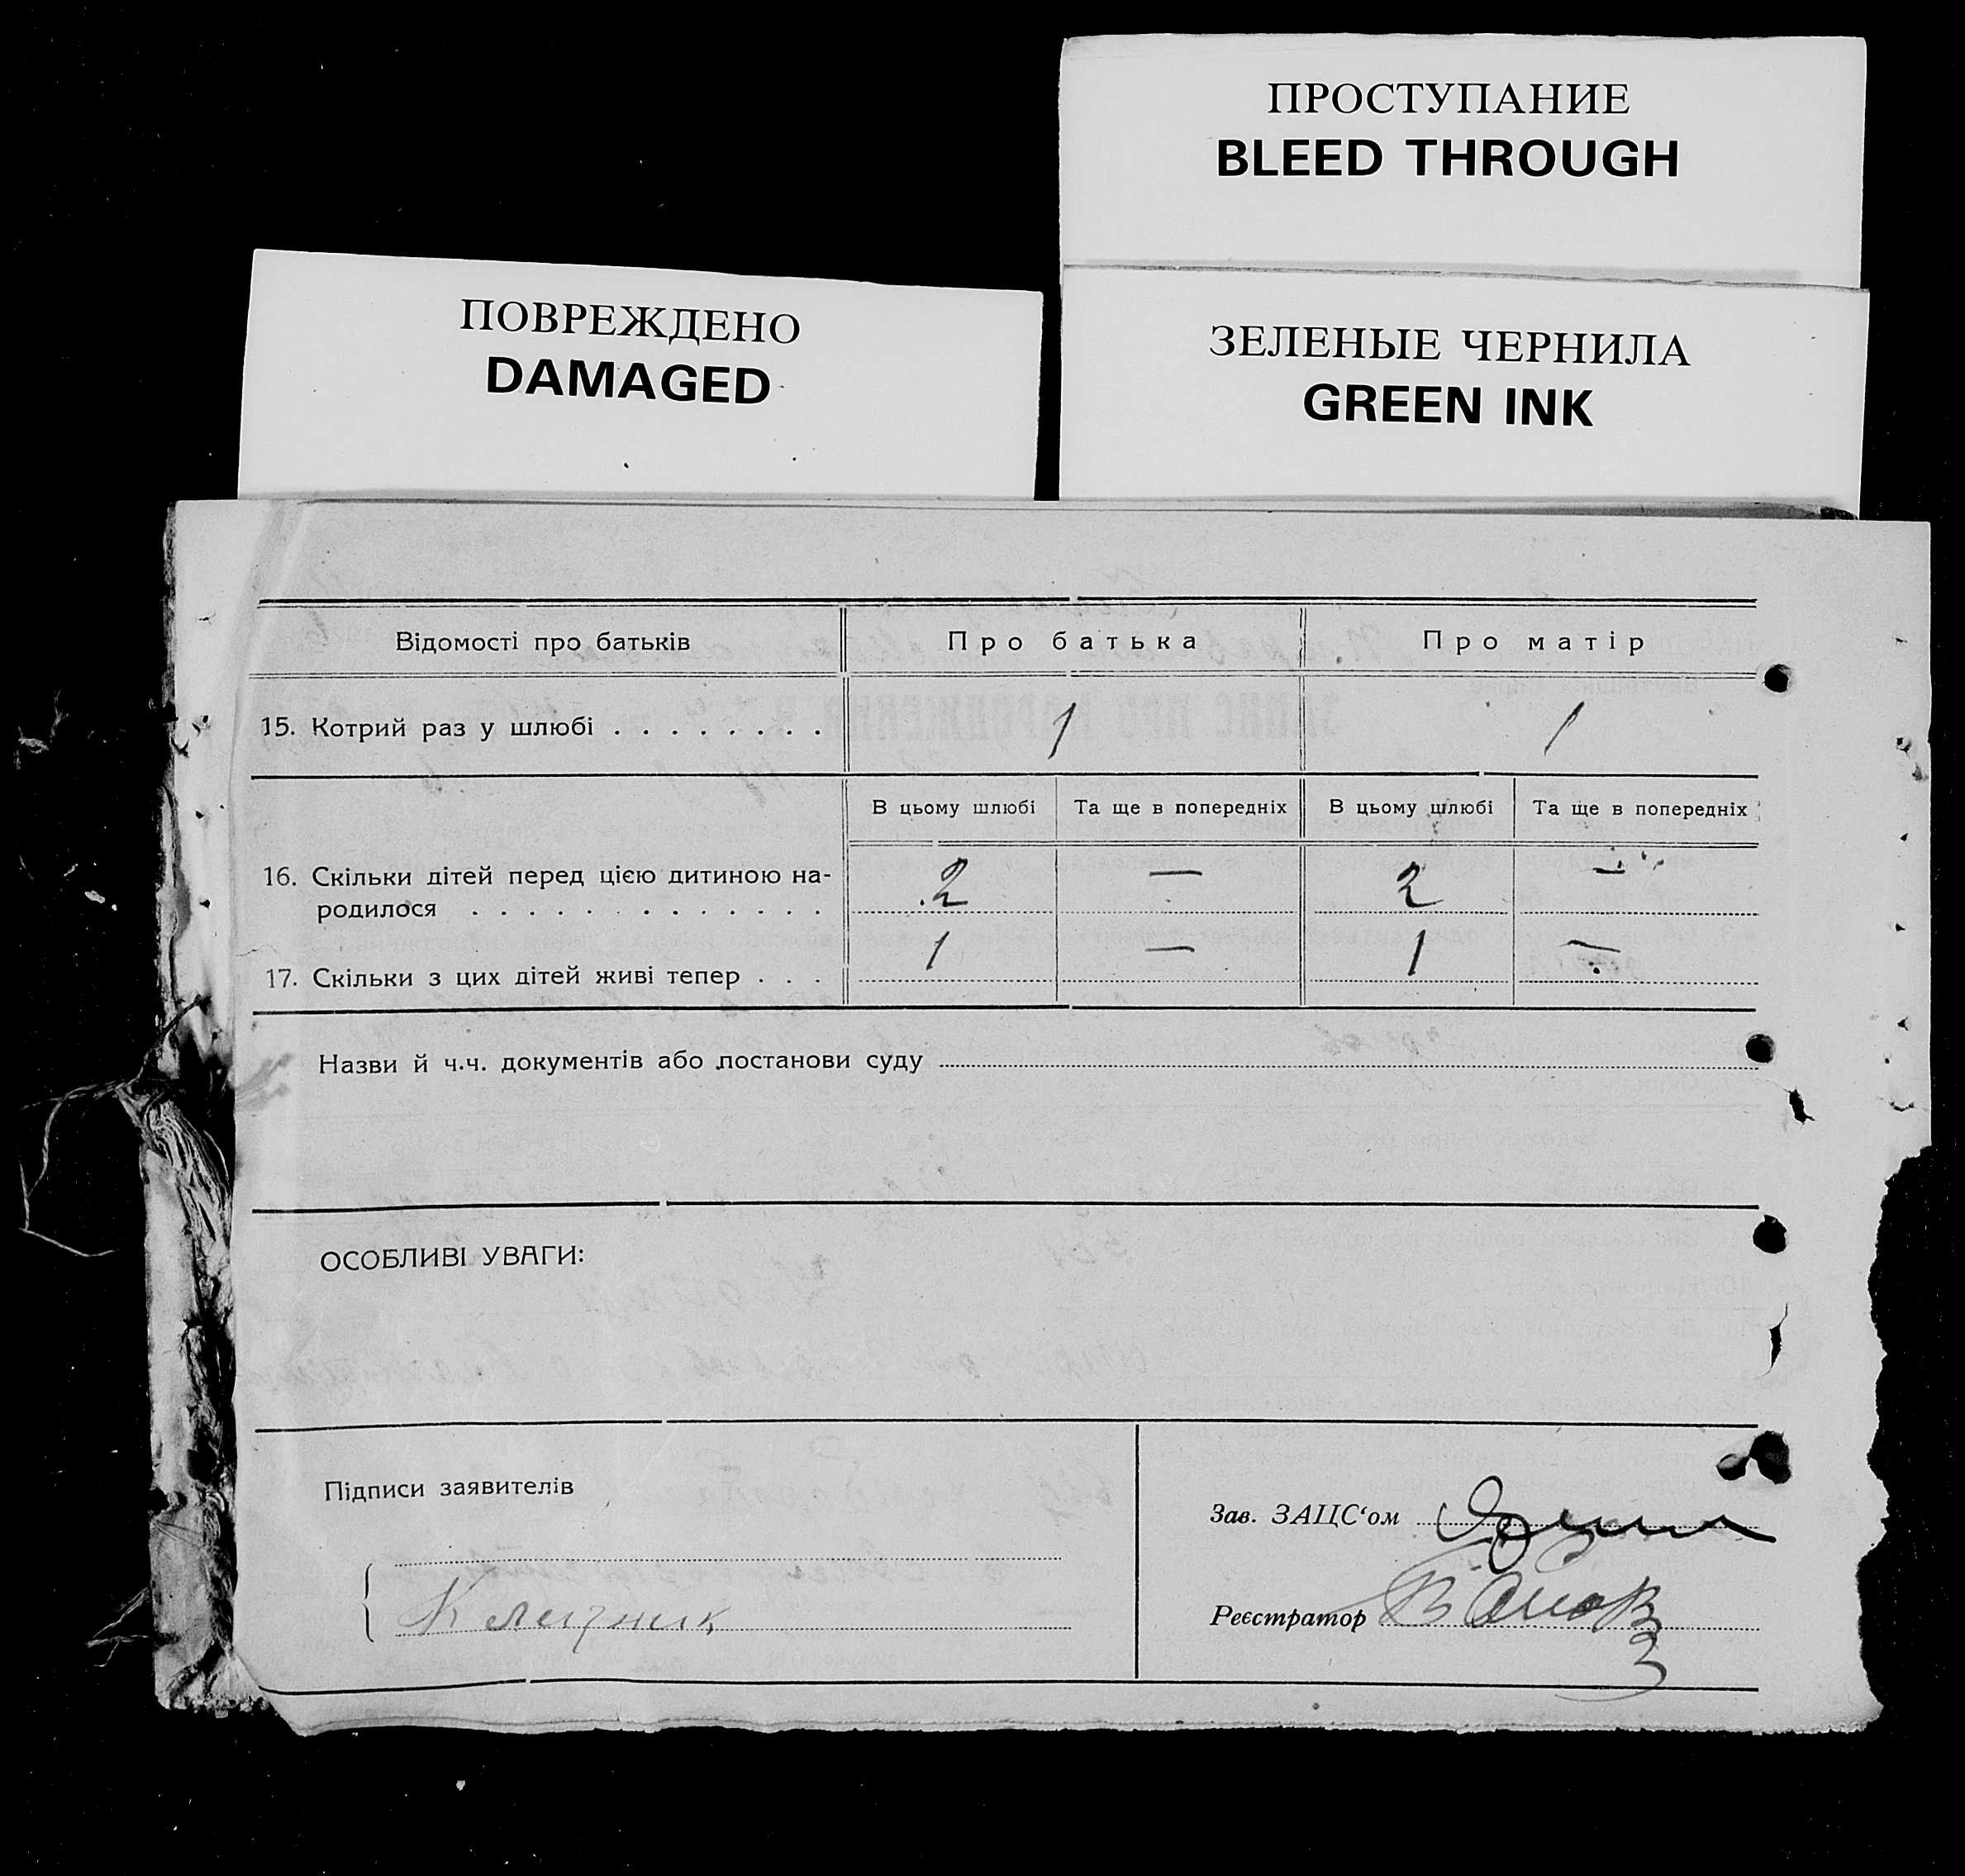 ПРОСТУПАНИЕ
BLEED THROUGH
ПОВРЕЖДЕНО
DAMAGED
ЗЕЛЕНЫЕ ЧЕРНИЛА
GREEN INK
Відомості про батьків Про батька Про матір
15. Котрий раз у шлюбі . . . . . . . . 1 1
В цьому шлюбі Та ще в попередніх В цьому шлюбі Та ще в попередніх
16. Скільки дітей перед цією дитиною на- 2 — 2 —
родилося . . . . . . . . . . . . .
17. Скільки з цих дітей живі тепер . . . 1 — 1 —
Назви й ч.ч. документів або постанови суду
ОСОБЛИВІ УВАГИ:
Підписи заявителів
Зав. ЗАЦС‘ом
Реєстратор